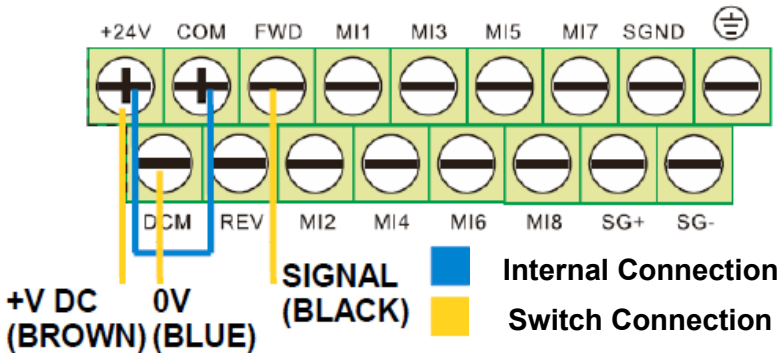 +24V COM FWD MI1 MI3 MI5 MI7 SGND
DCM REV MI2 MI4 MI6 MI8 SG+ SG-
+V DC
(BROWN)
0V
(BLUE)
SIGNAL
(BLACK)
Internal Connection
Switch Connection